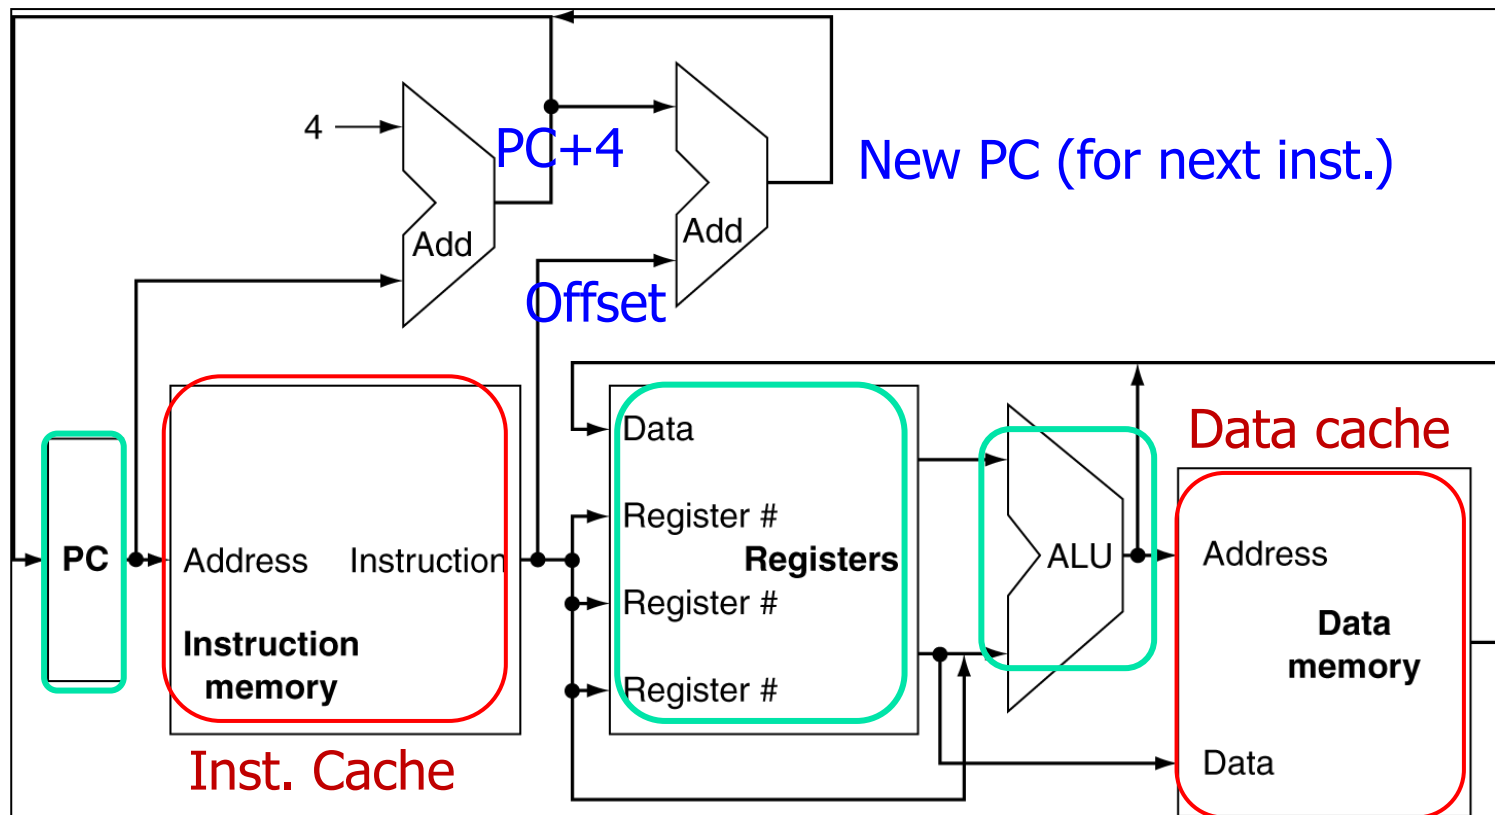 4
PC+4
New PC (for next inst.)
Add
Add
Offset
Data
Data cache
Register #
PC
Address
Instruction
Registers
ALU
Address
Register #
Instruction
memory
Data
memory
Register #
Inst. Cache
Data